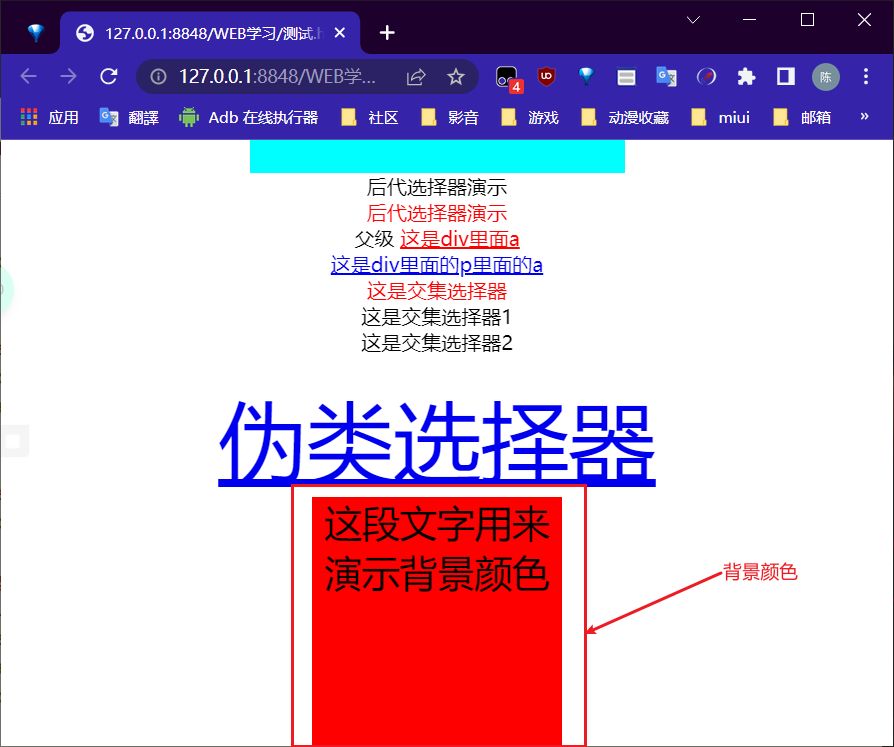 127.0.0.1:8848/WEB学习/测试.h
127.0.0.1:8848/WEB学...
4
陈
应用
翻譯
Adb 在线执行器
社区
影音
游戏
动漫收藏
miui
邮箱
»
后代选择器演示
后代选择器演示
父级 这是div里面a
这是div里面的p里面的a
这是交集选择器
这是交集选择器1
这是交集选择器2
伪类选择器
这段文字用来
演示背景颜色
背景颜色